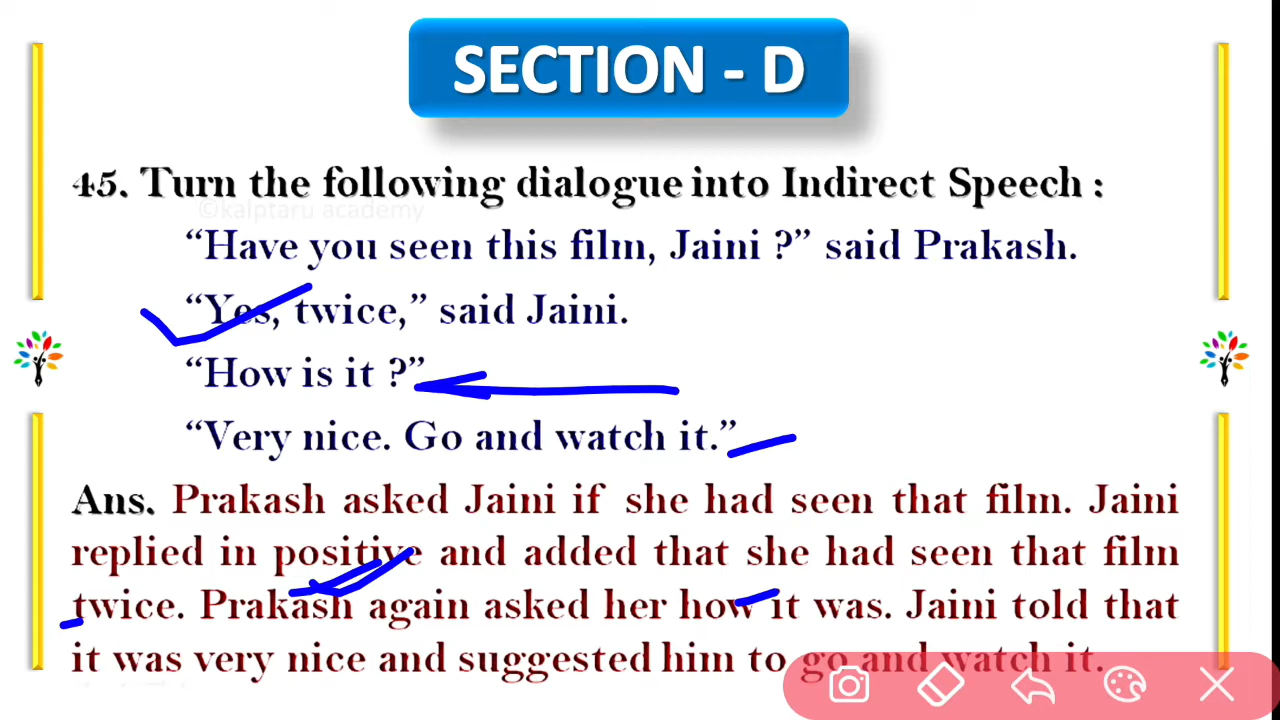 SECTION - D
45. Turn the following dialogue into Indirect Speech :
©kalptaru academy
“Have you seen this film, Jaini ?” said Prakash.
“Yes, twice,” said Jaini.
“How is it ?”
“Very nice. Go and watch it.”
Ans. Prakash asked Jaini if she had seen that film. Jaini
replied in positive and added that she had seen that film
twice. Prakash again asked her how it was. Jaini told that
it was very nice and suggested him to go and watch it.